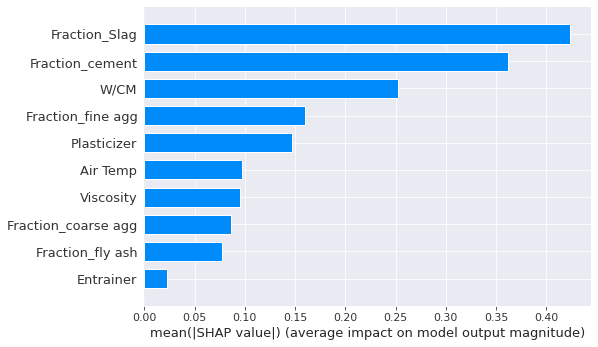 Fraction_Slag
Fraction_cement
W/CM
Fraction_fine agg
Plasticizer
Air Temp
Viscosity
Fraction_coarse agg
Fraction_fly ash
Entrainer
0.00 0.05 0.10 0.15 0.20 0.25 0.30 0.35 0.40
mean(|SHAP value|) (average impact on model output magnitude)